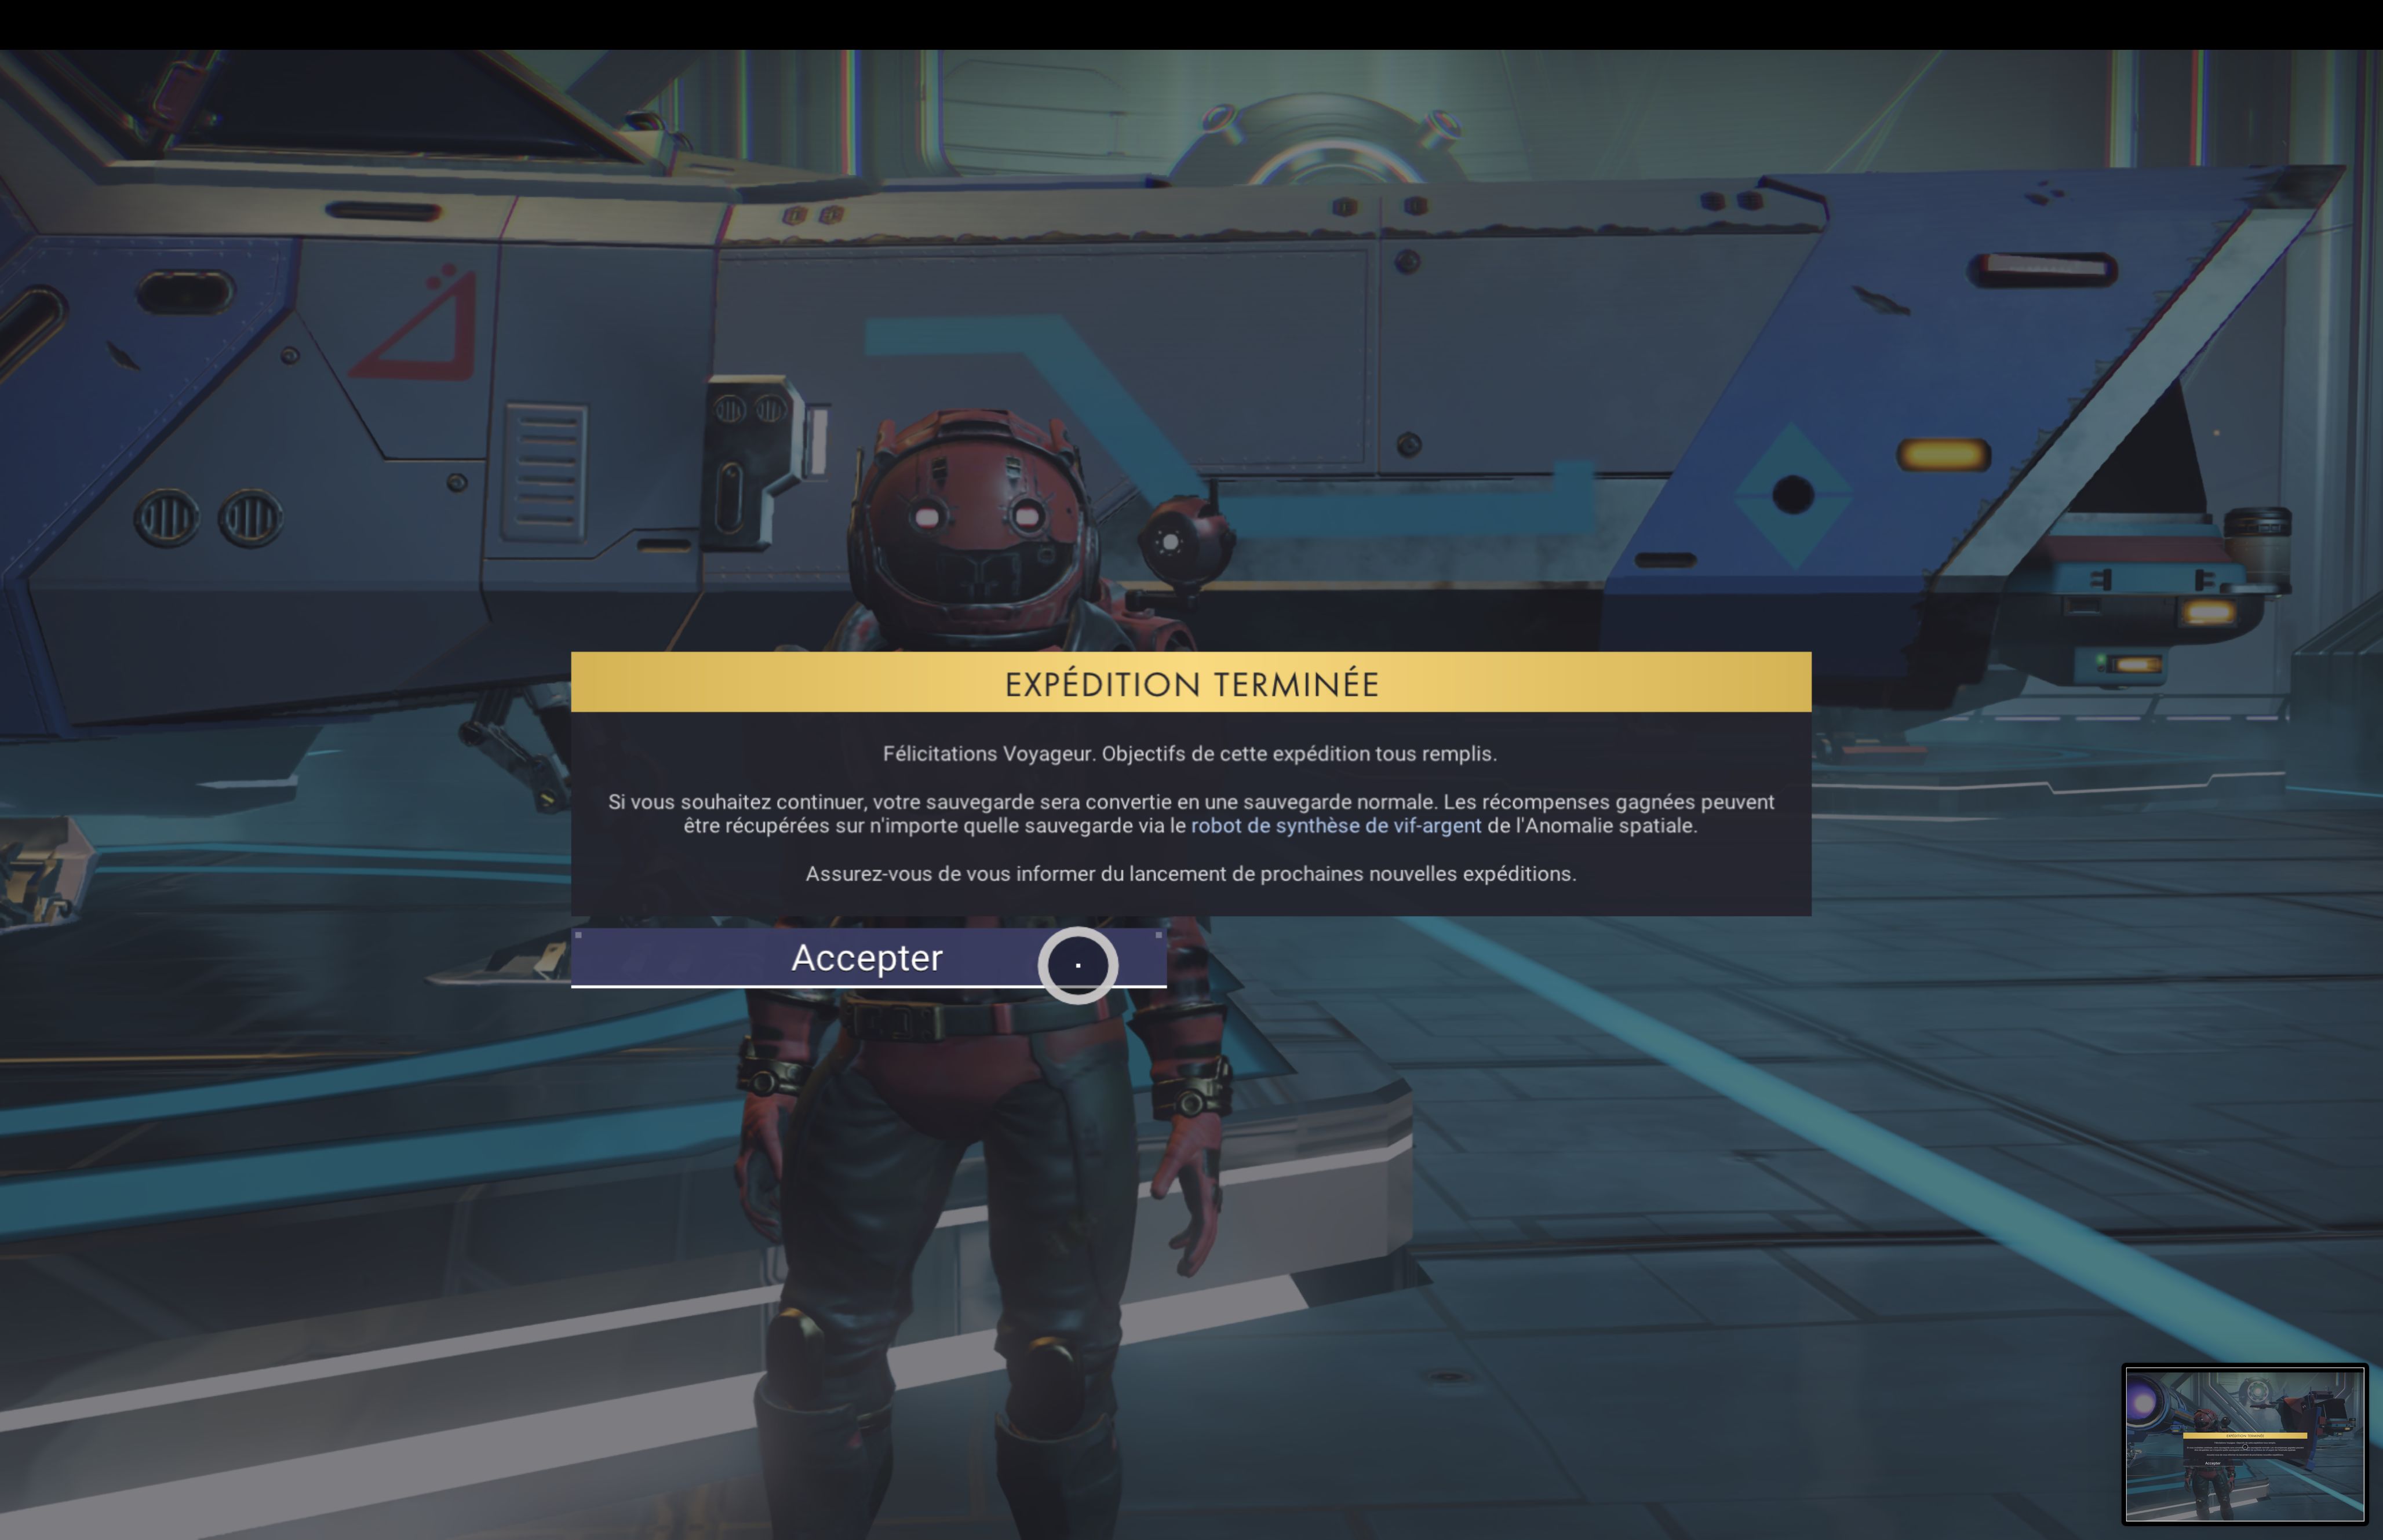 EXPÉDITION TERMINÉE
Félicitations Voyageur. Objectifs de cette expédition tous remplis.
Si vous souhaitez continuer, votre sauvegarde sera convertie en une sauvegarde normale. Les récompenses gagnées peuvent
être récupérées sur n'importe quelle sauvegarde via le robot de synthèse de vif-argent de l'Anomalie spatiale.
Assurez-vous de vous informer du lancement de prochaines nouvelles expéditions.
Accepter